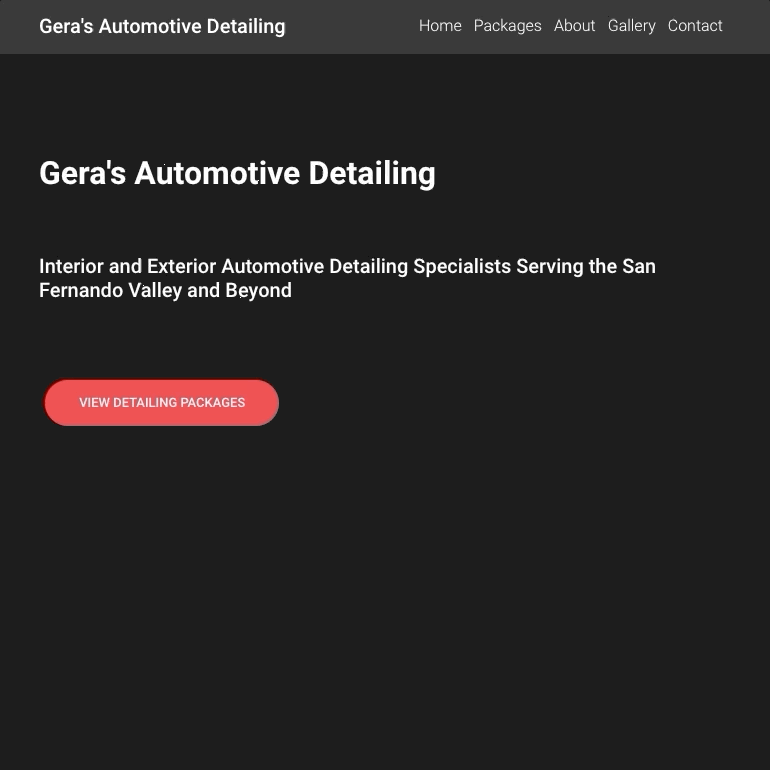 Gera's Automotive Detailing
Home Packages About Gallery Contact
Gera's Automotive Detailing
Interior and Exterior Automotive Detailing Specialists Serving the San
Fernando Valley and Beyond
VIEW DETAILING PACKAGES